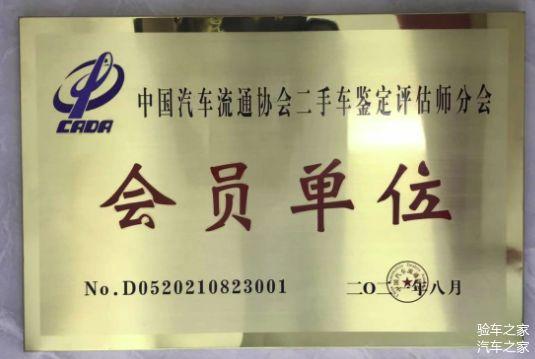 CADA
中国汽车流通协会二手车鉴定评估师分会
会员单位
No.D0520210823001
二〇二 年八月
验车之家
汽车之家